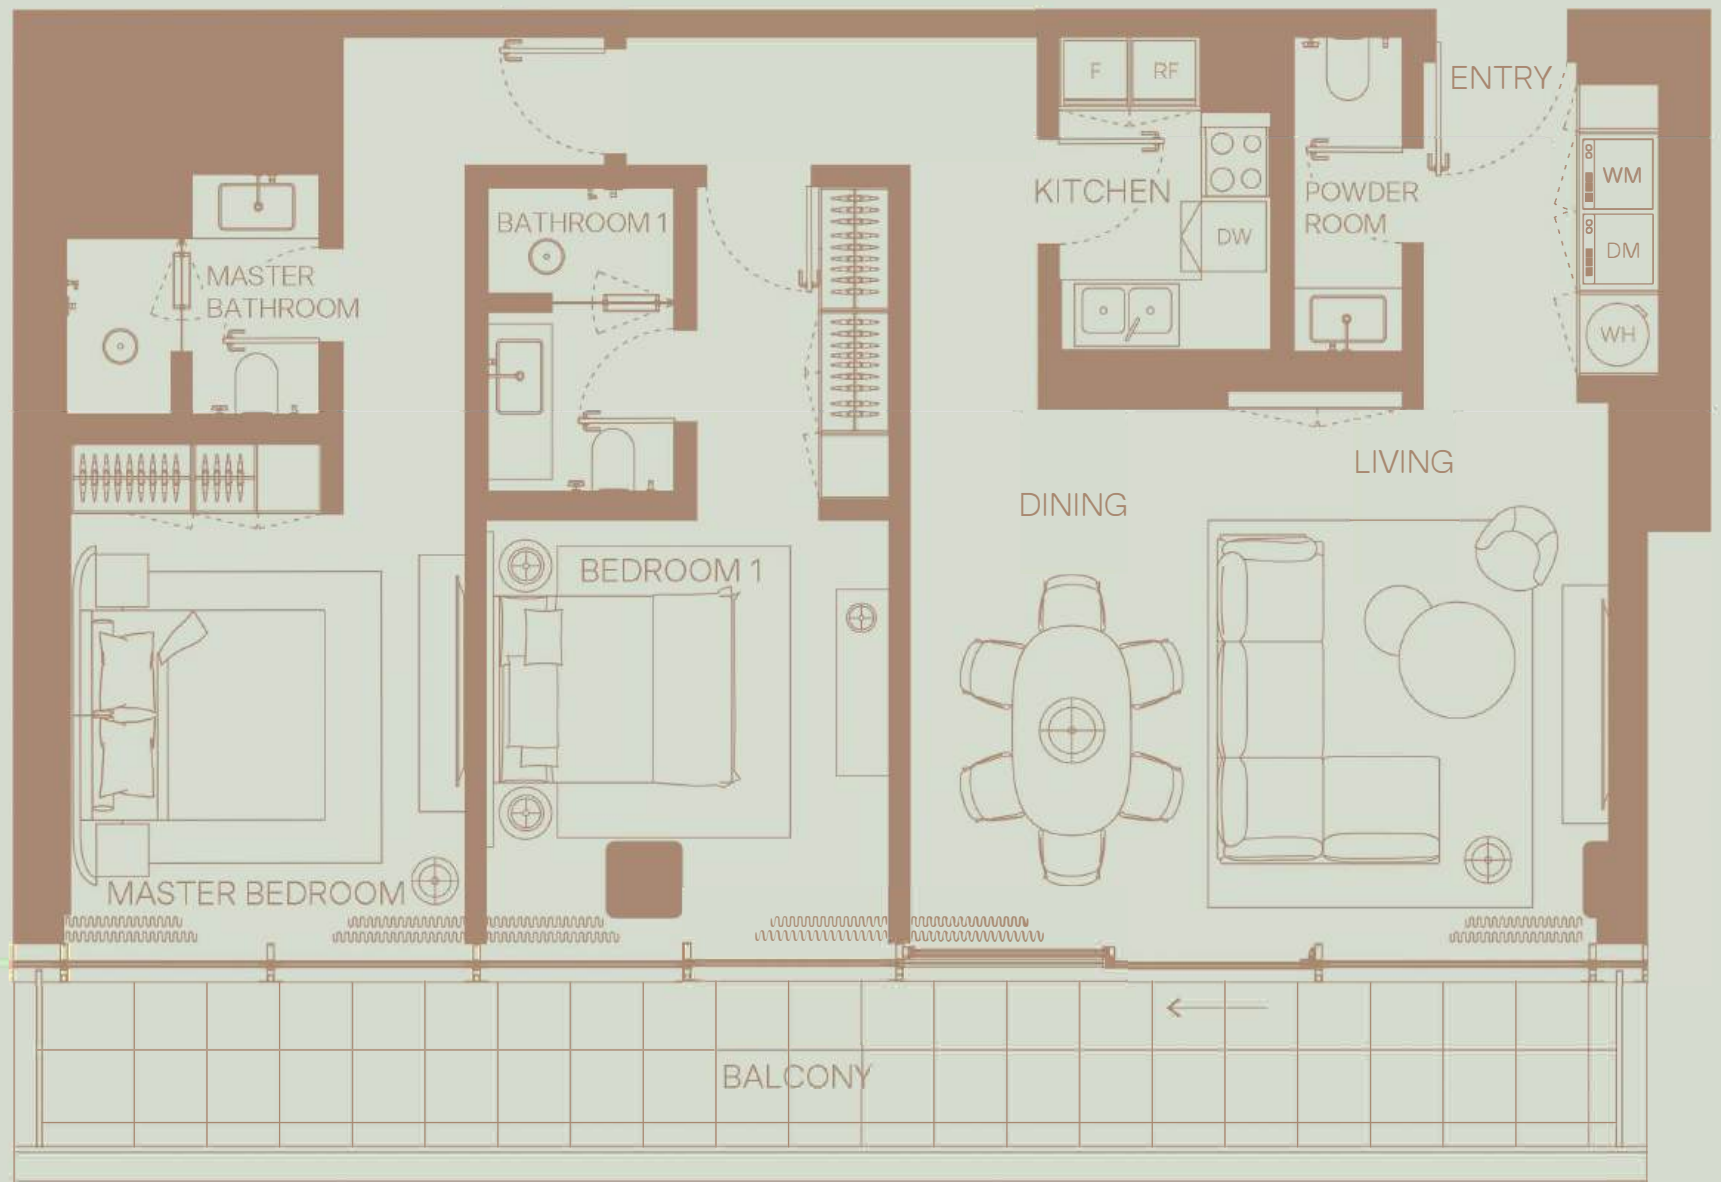 ENTRY
F
RF
WM
KITCHEN
POWDER
ROOM
BATHROOM 1
DW
DM
MASTER
BATHROOM
WH
LIVING
DINING
BEDROOM 1
MASTER BEDROOM
BALCONY